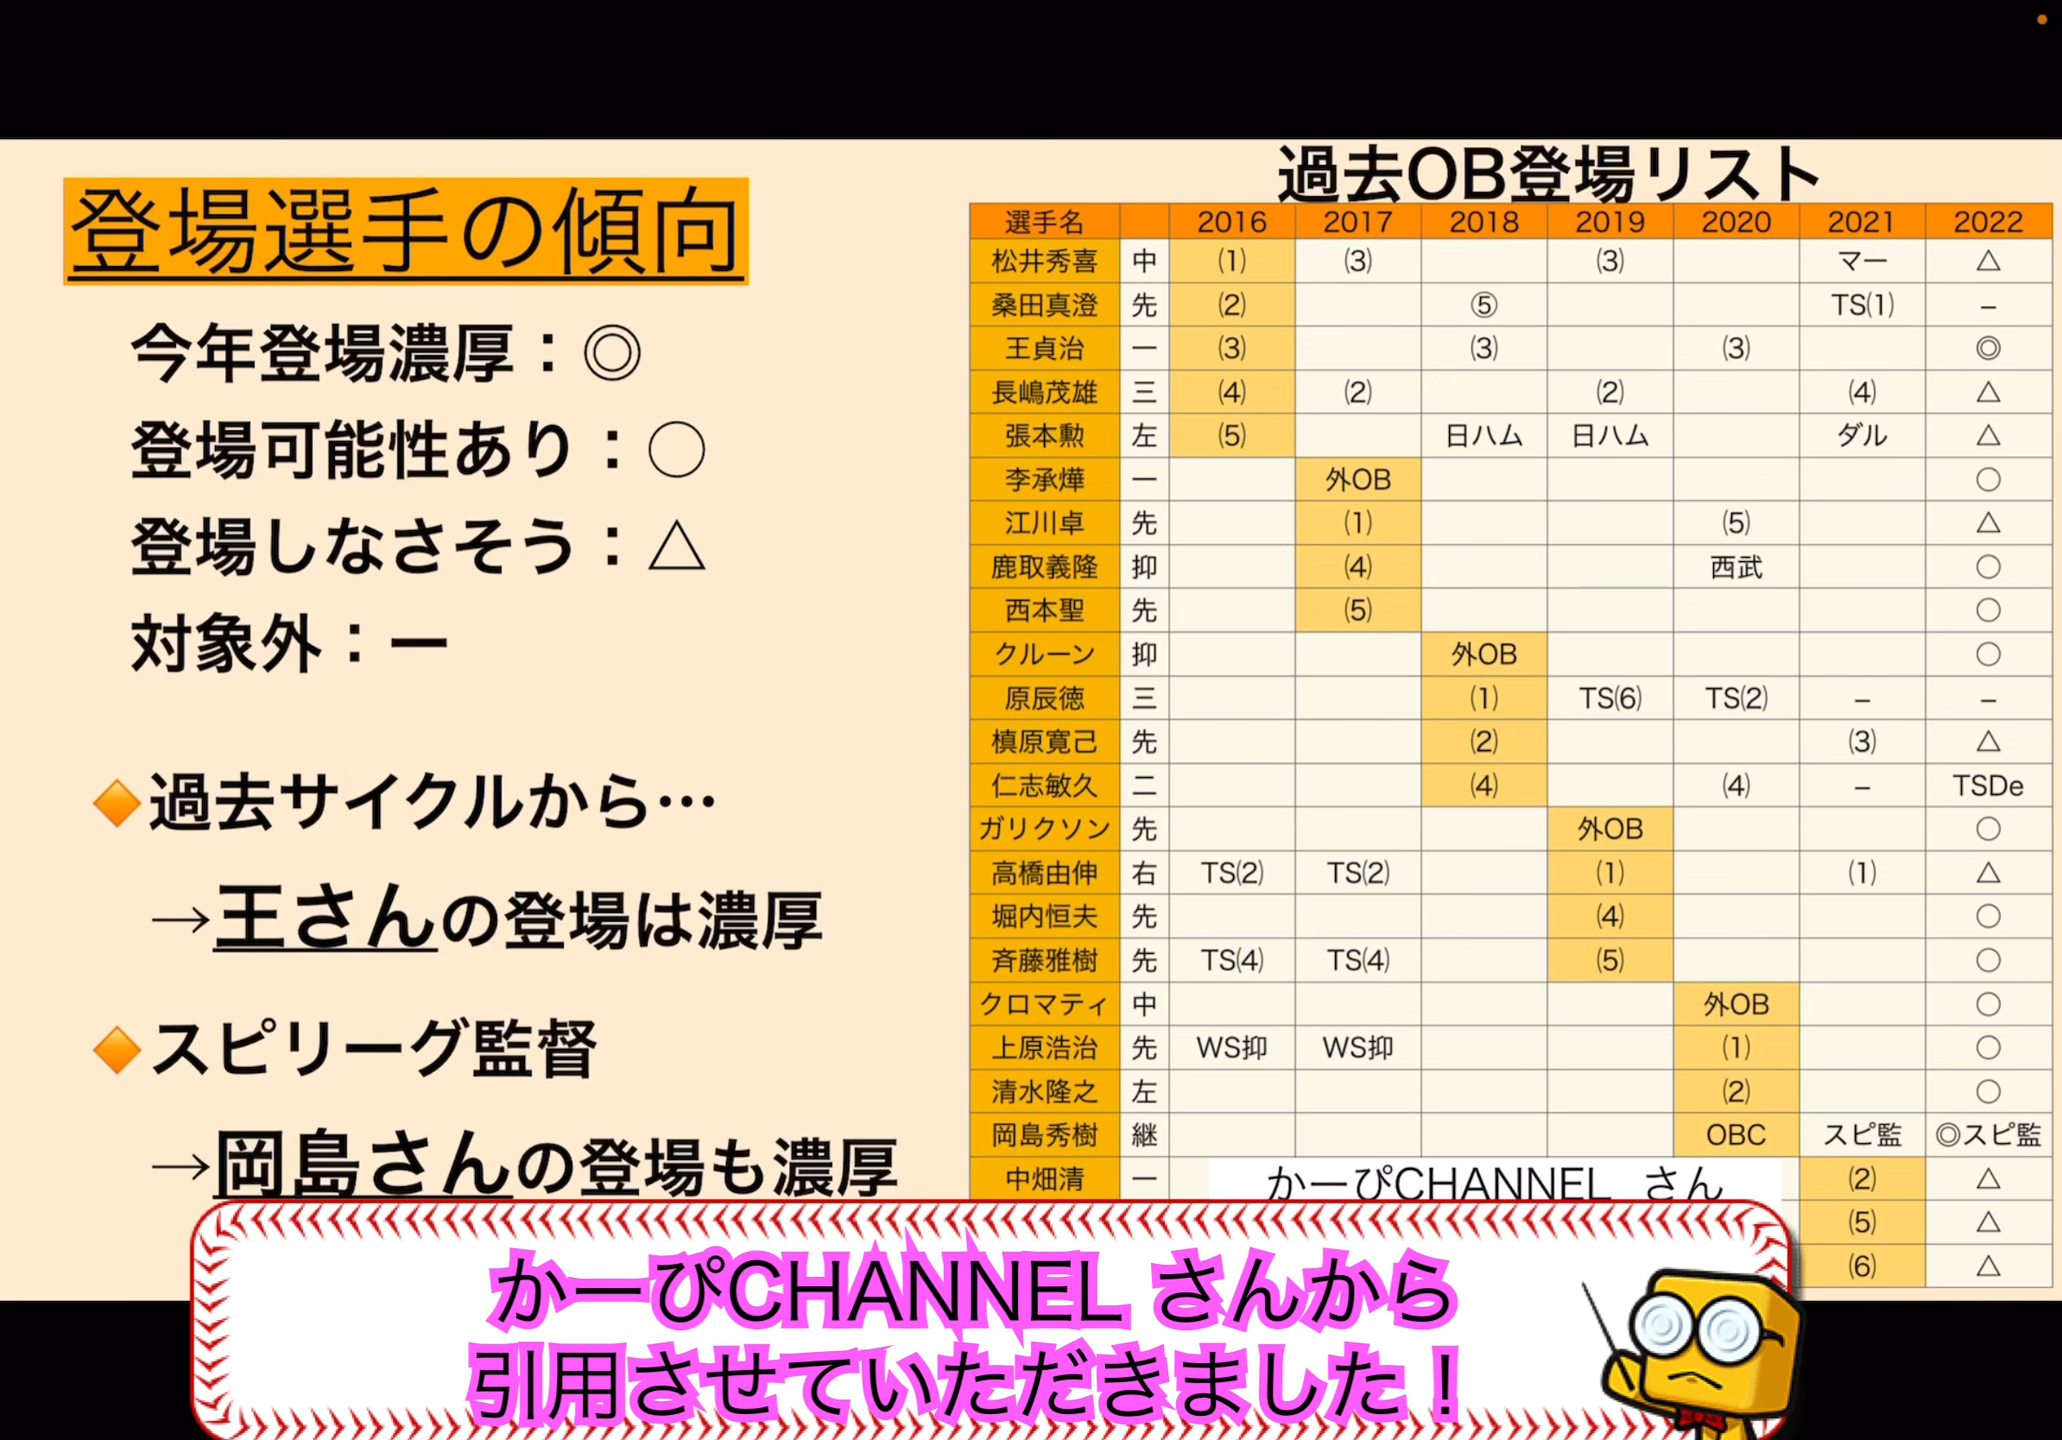 登場選手の傾向
今年登場濃厚：◎
登場可能性あり：○
登場しなさそう：△
対象外：ー
🔶過去サイクルから…
→王さんの登場は濃厚
🔶スピリーグ監督
→岡島さんの登場も濃厚
過去OB登場リスト
選手名 2016 2017 2018 2019 2020 2021 2022
松井秀喜 中 (1) (3) (3) マー △
桑田真澄 先 (2) ⑤ TS(1) –
王貞治 一 (3) (3) (3) ◎
長嶋茂雄 三 (4) (2) (2) (4) △
張本勲 左 (5) 日ハム 日ハム ダル △
李承燁 一 外OB ○
江川卓 先 (1) (5) △
鹿取義隆 抑 (4) 西武 ○
西本聖 先 (5) ○
クルーン 抑 外OB ○
原辰徳 三 (1) TS(6) TS(2) – –
槙原寛己 先 (2) (3) △
仁志敏久 二 (4) (4) – TSDe
ガリクソン 先 外OB ○
高橋由伸 右 TS(2) TS(2) (1) (1) △
堀内恒夫 先 (4) ○
斉藤雅樹 先 TS(4) TS(4) (5) ○
クロマティ 中 外OB ○
上原浩治 先 WS抑 WS抑 (1) ○
清水隆之 左 (2) ○
岡島秀樹 継 OBC スピ監 ◎スピ監
中畑清 一 (2) △
(5) △
(6) △
かーぴCHANNEL さん
かーぴCHANNEL さんから
引用させていただきました！